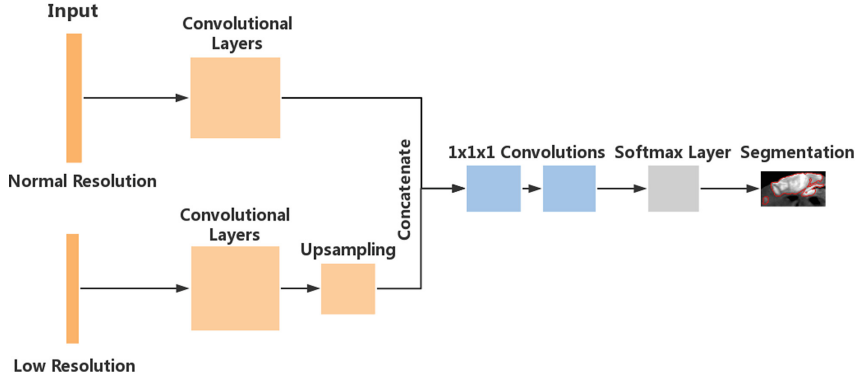 Input
Convolutional
Layers
Normal Resolution
Concatenate
1x1x1 Convolutions
Softmax Layer
Segmentation
Convolutional
Layers
Upsampling
Low Resolution